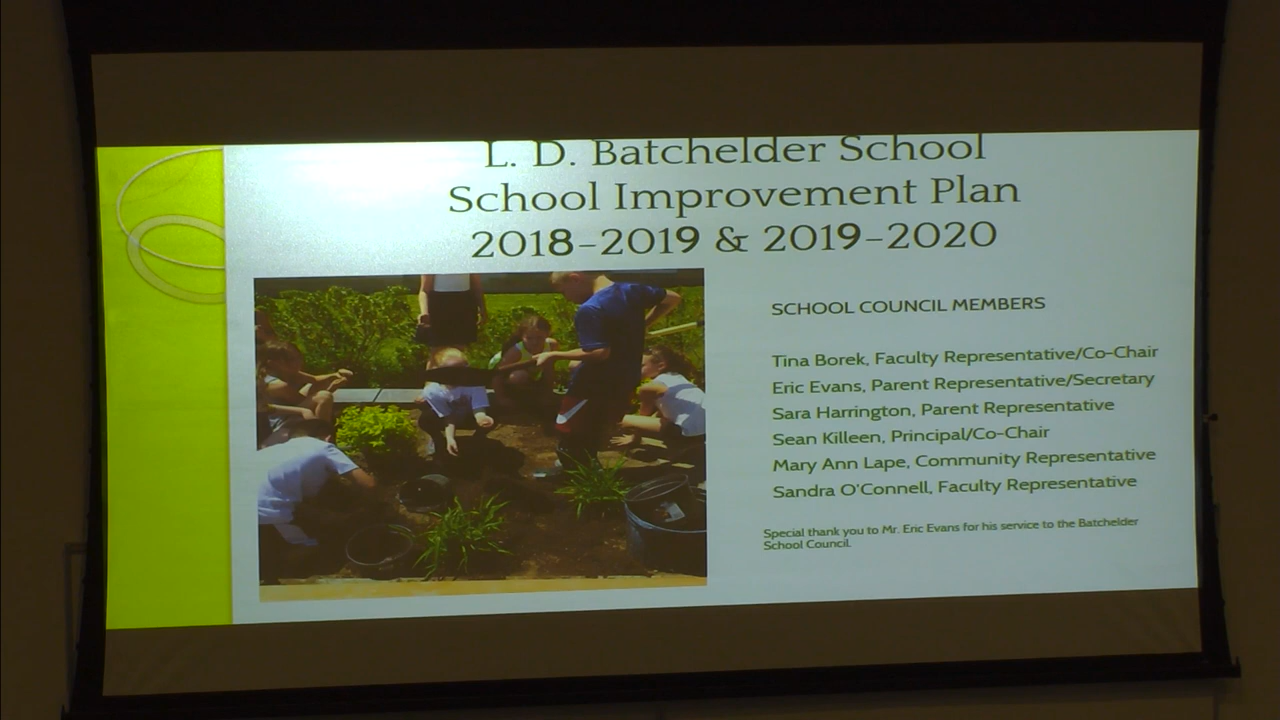 L. D. Batchelder School
School Improvement Plan
2018-2019 & 2019-2020
SCHOOL COUNCIL MEMBERS
Tina Borek, Faculty Representative/Co-Chair
Eric Evans, Parent Representative/Secretary
Sara Harrington, Parent Representative
Sean Killeen, Principal/Co-Chair
Mary Ann Lape, Community Representative
Sandra O'Connell, Faculty Representative
Special thank you to Mr. Eric Evans for his service to the Batchelder
School Council.